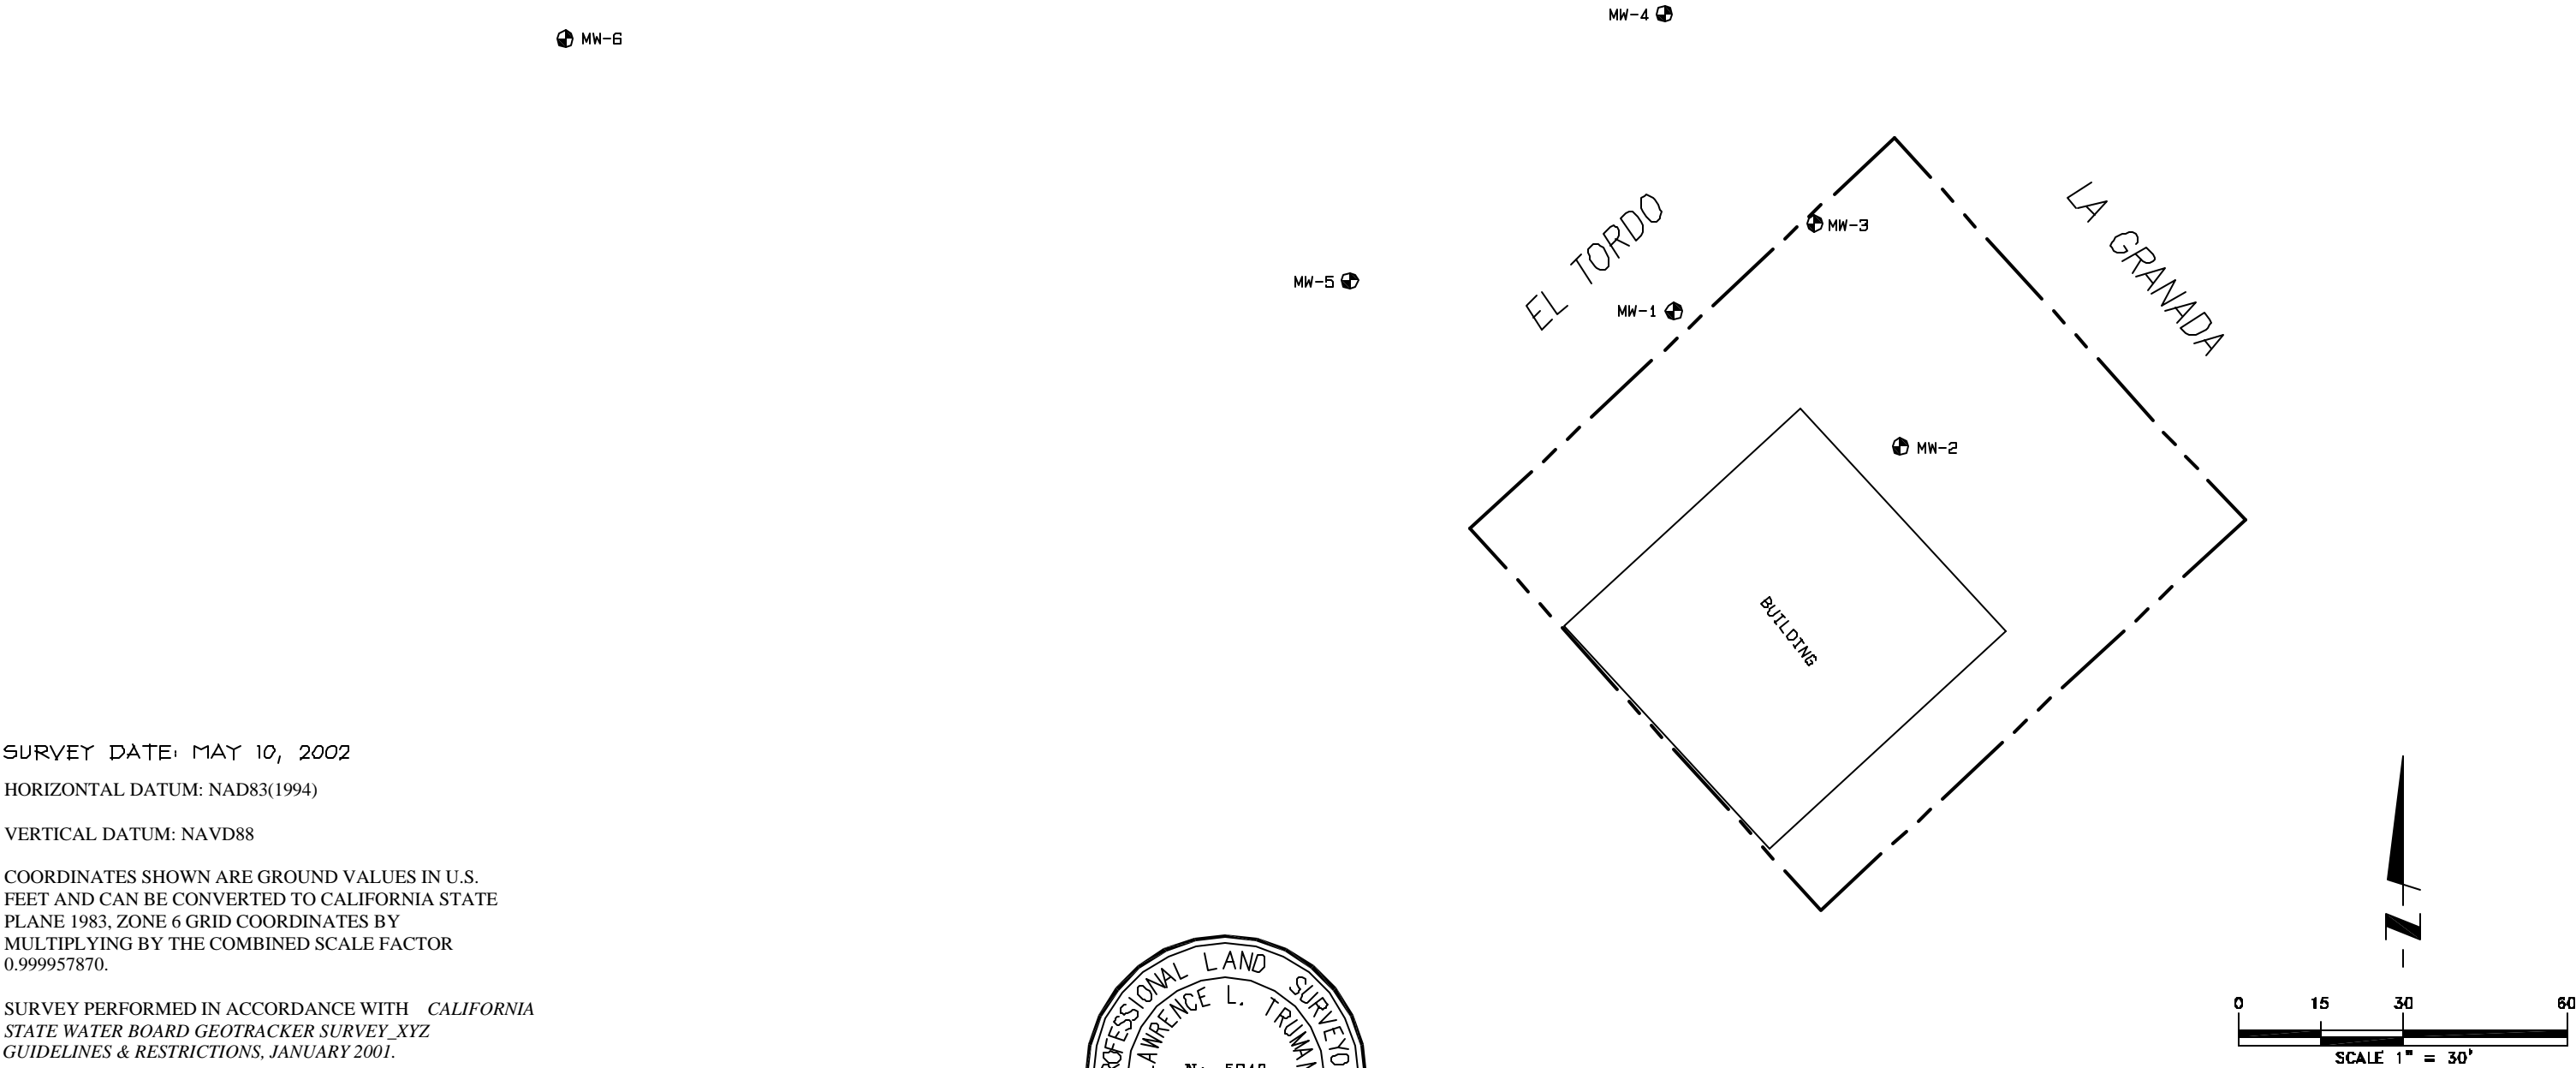 MW-4
MW-6
EL TORDO
LA GRANADA
MW-3
MW-5
MW-1
MW-2
BUILDING
SURVEY DATE: MAY 10, 2002
HORIZONTAL DATUM: NAD83(1994)
VERTICAL DATUM: NAVD88
COORDINATES SHOWN ARE GROUND VALUES IN U.S.
FEET AND CAN BE CONVERTED TO CALIFORNIA STATE
PLANE 1983, ZONE 6 GRID COORDINATES BY
MULTIPLYING BY THE COMBINED SCALE FACTOR
0.999957870.
SURVEY PERFORMED IN ACCORDANCE WITH CALIFORNIA
STATE WATER BOARD GEOTRACKER SURVEY_XYZ
GUIDELINES & RESTRICTIONS, JANUARY 2001.
OFESSIONAL LAND SURVEYO
AWRENCE L. TRUMAN
N
0 15 30 60
SCALE 1" = 30'